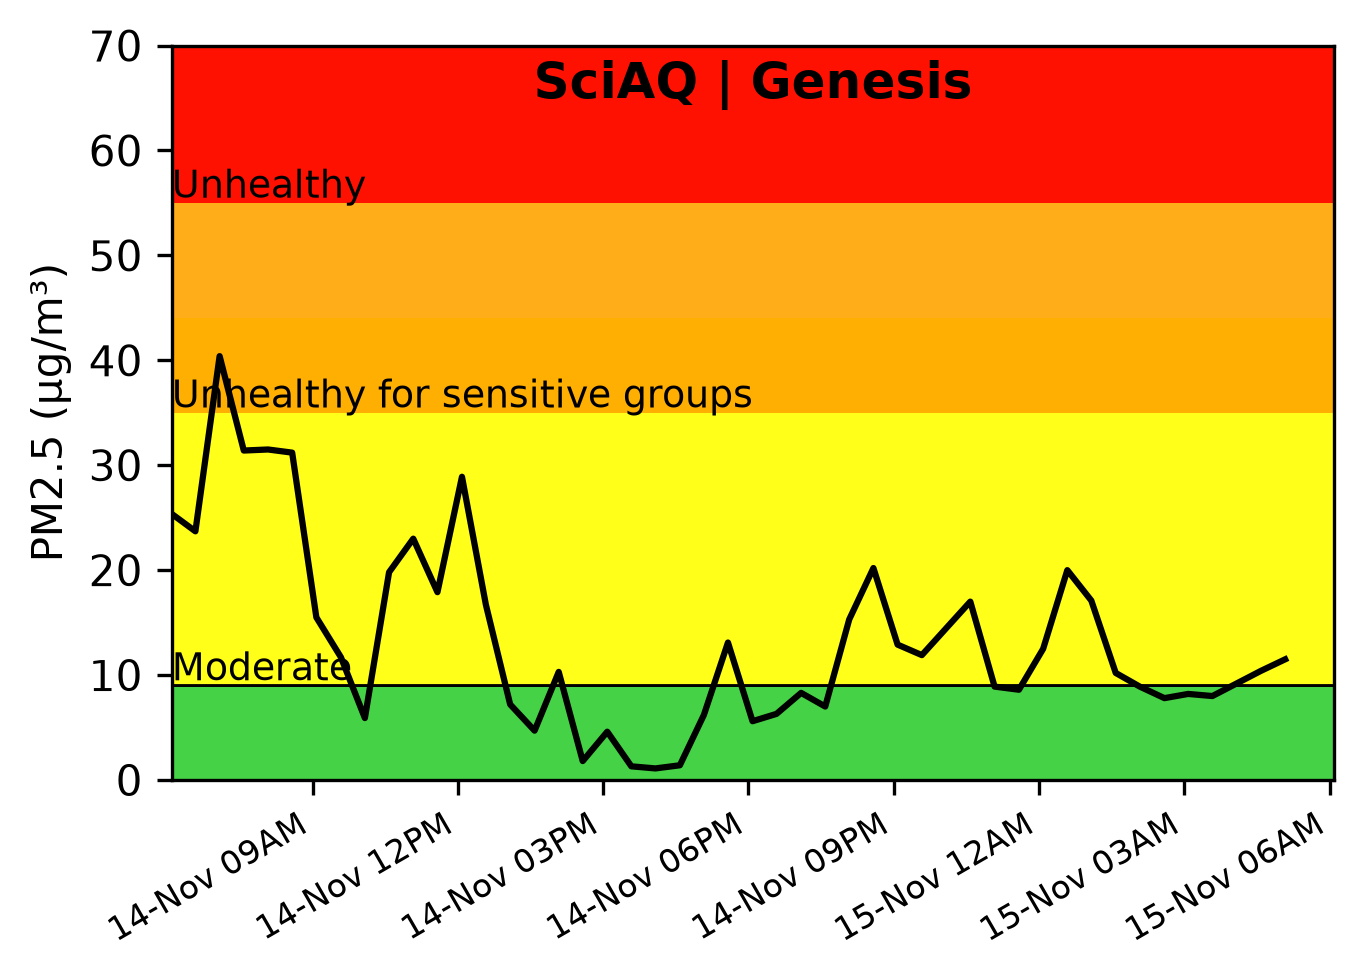 SciAQ | Genesis
PM2.5 (µg/m³)
70
60
50
40
30
20
10
0
Unhealthy
Unhealthy for sensitive groups
Moderate
14-Nov 09AM
14-Nov 12PM
14-Nov 03PM
14-Nov 06PM
14-Nov 09PM
15-Nov 12AM
15-Nov 03AM
15-Nov 06AM